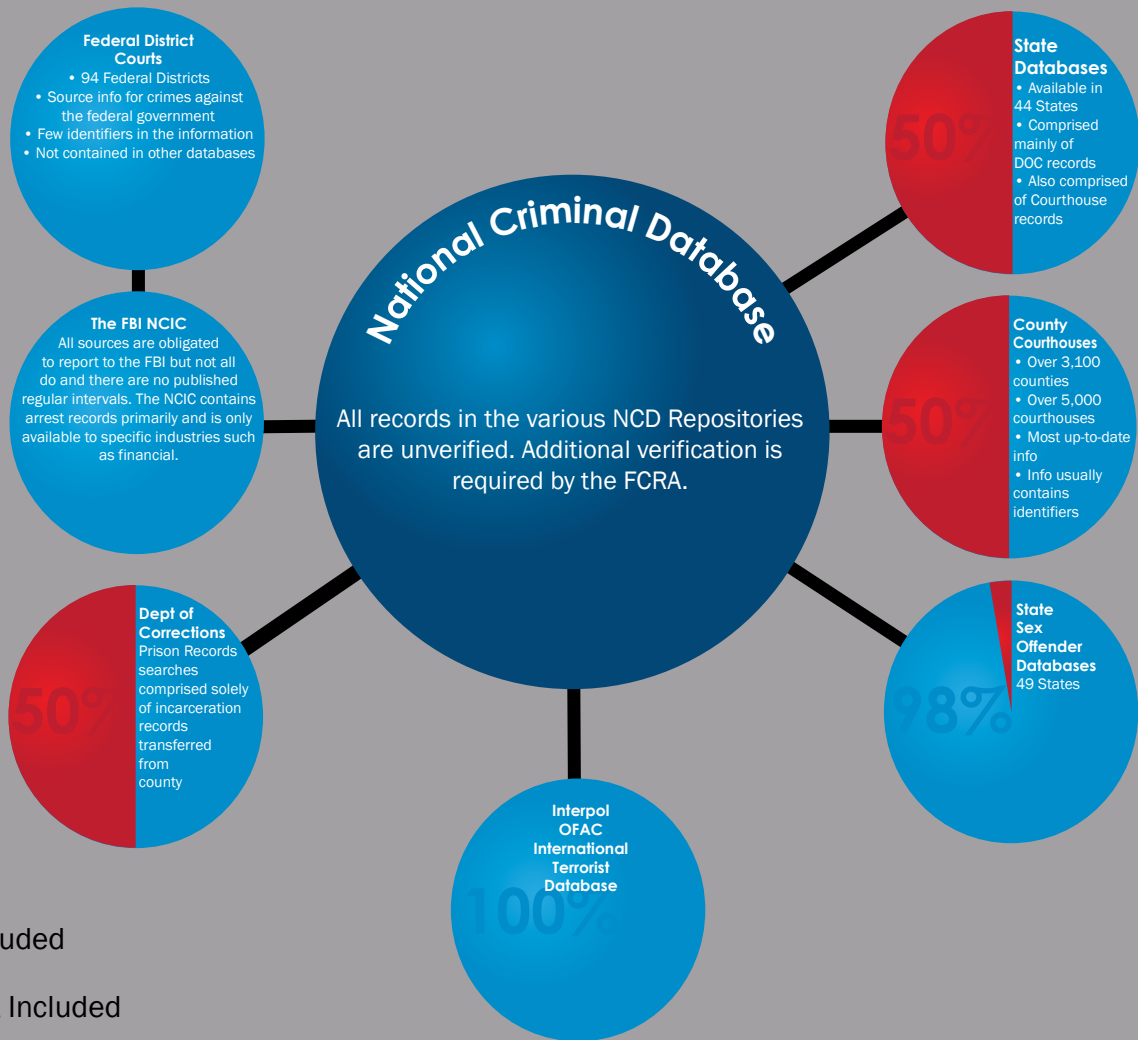 Federal District
Courts
• 94 Federal Districts
• Source info for crimes against
the federal government
• Few identifiers in the information
• Not contained in other databases
The FBI NCIC
All sources are obligated
to report to the FBI but not all
do and there are no published
regular intervals. The NCIC contains
arrest records primarily and is only
available to specific industries such
as financial.
50%
Dept of
Corrections
Prison Records
searches
comprised solely
of incarceration
records
transferred
from
county
National Criminal Database
All records in the various NCD Repositories
are unverified. Additional verification is
required by the FCRA.
Interpol
OFAC
International
Terrorist
Database
100%
50%
State
Databases
• Available in
44 States
• Comprised
mainly of
DOC records
• Also comprised
of Courthouse
records
50%
County
Courthouses
• Over 3,100
counties
• Over 5,000
courthouses
• Most up-to-date
info
• Info usually
contains
identifiers
98%
State
Sex
Offender
Databases
49 States
Included